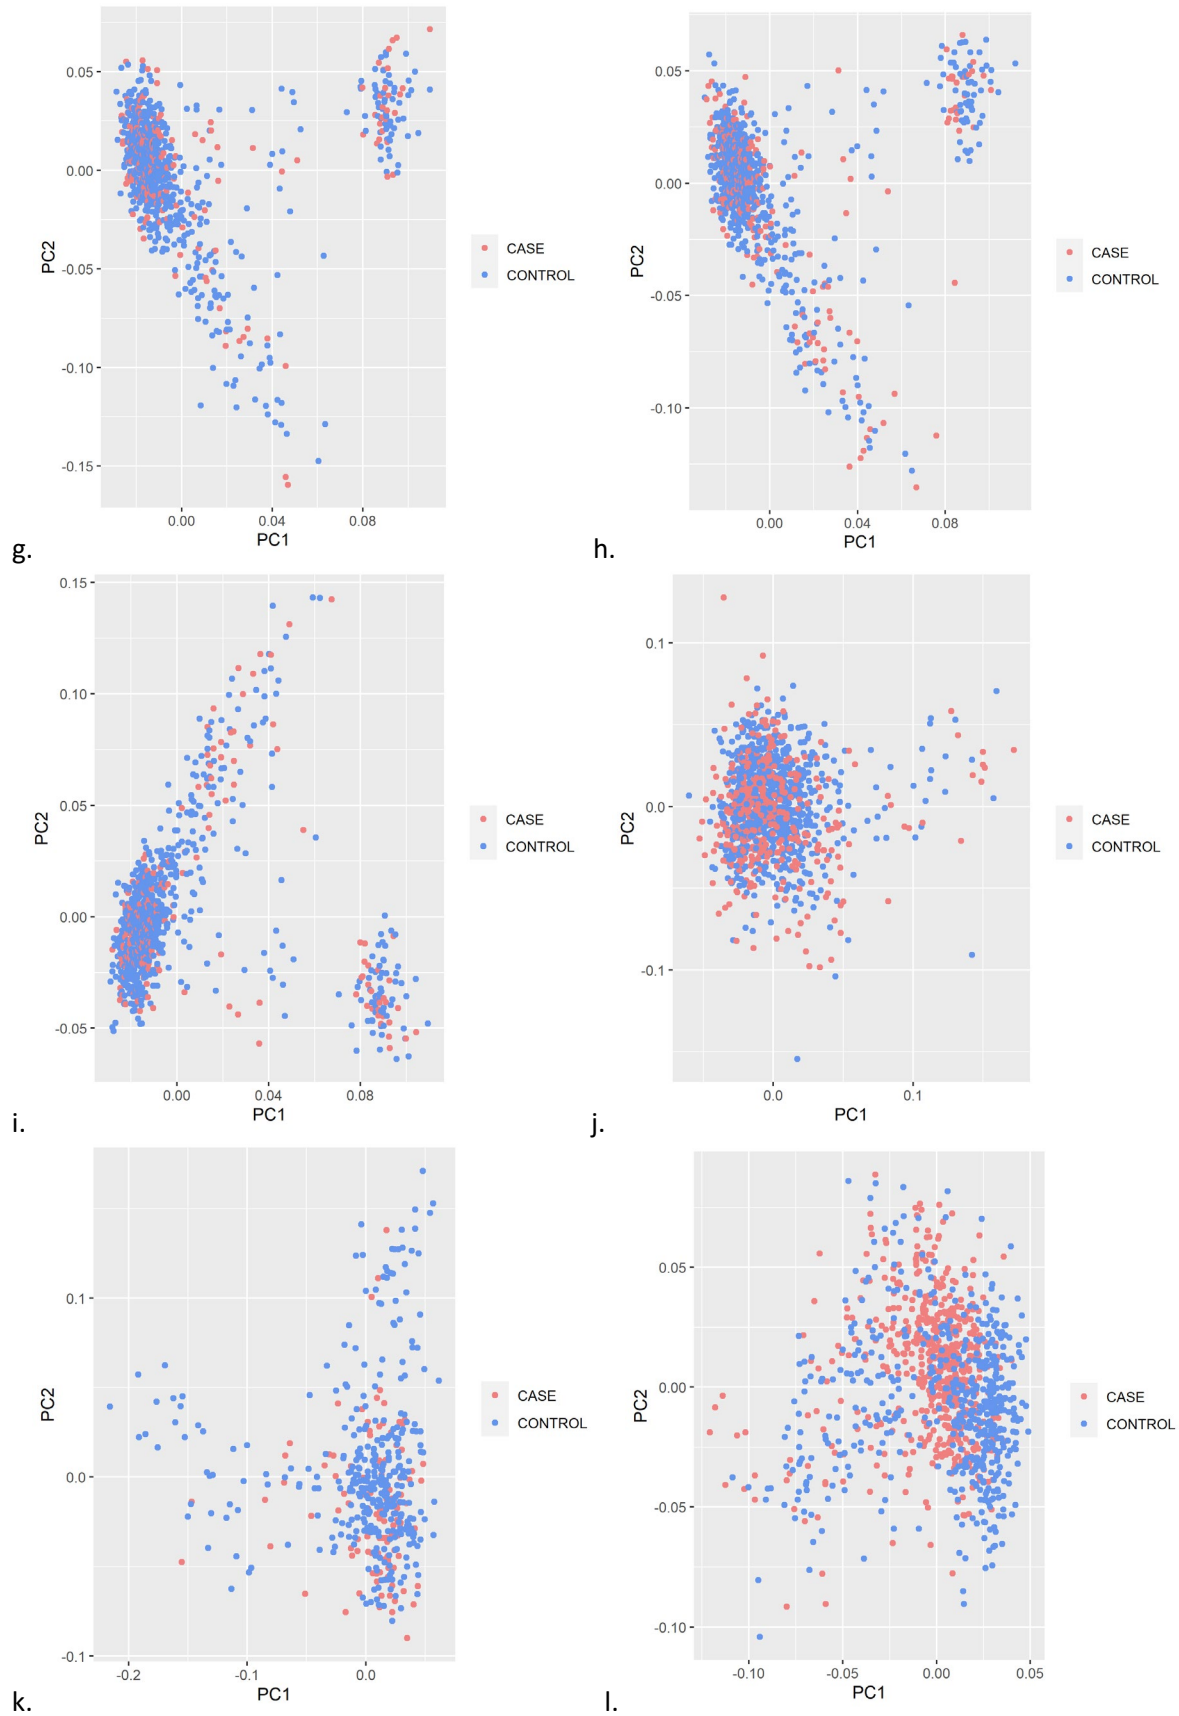 0.05
0.00
-0.05
-0.10
-0.15
PC2
0.00 0.04 0.08
PC1
CASE
CONTROL
g.
0.05
0.00
-0.05
-0.10
PC2
0.00 0.04 0.08
PC1
CASE
CONTROL
h.
0.15
0.10
0.05
0.00
-0.05
PC2
0.00 0.04 0.08
PC1
CASE
CONTROL
i.
0.1
0.0
-0.1
PC2
0.0 0.1
PC1
CASE
CONTROL
j.
0.1
0.0
-0.1
PC2
-0.2 -0.1 0.0
PC1
CASE
CONTROL
k.
0.05
0.00
-0.05
-0.10
PC2
-0.10 -0.05 0.00 0.05
PC1
CASE
CONTROL
l.